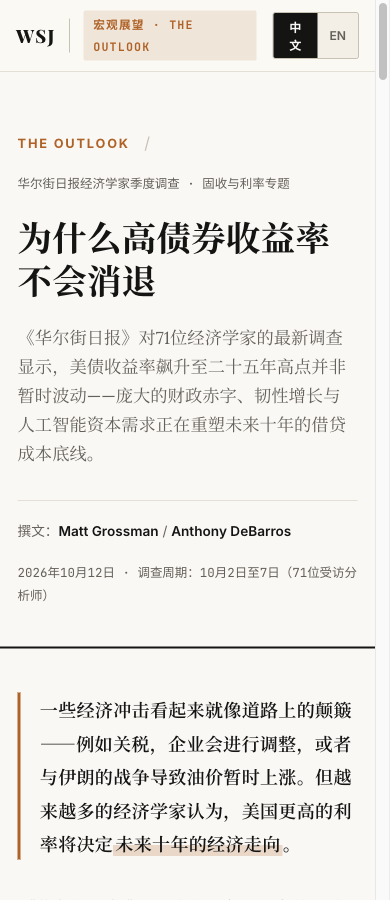 WSJ
宏观展望 · THE
OUTLOOK
中
文
EN
THE OUTLOOK /
华尔街日报经济学家季度调查 · 固收与利率专题
为什么高债券收益率
不会消退
《华尔街日报》对71位经济学家的最新调查
显示，美债收益率飙升至二十五年高点并非
暂时波动——庞大的财政赤字、韧性增长与
人工智能资本需求正在重塑未来十年的借贷
成本底线。
撰文：Matt Grossman / Anthony DeBarros
2026年10月12日 · 调查周期：10月2日至7日（71位受访分
析师）
一些经济冲击看起来就像道路上的颠簸
——例如关税，企业会进行调整，或者
与伊朗的战争导致油价暂时上涨。但越
来越多的经济学家认为，美国更高的利
率将决定未来十年的经济走向。